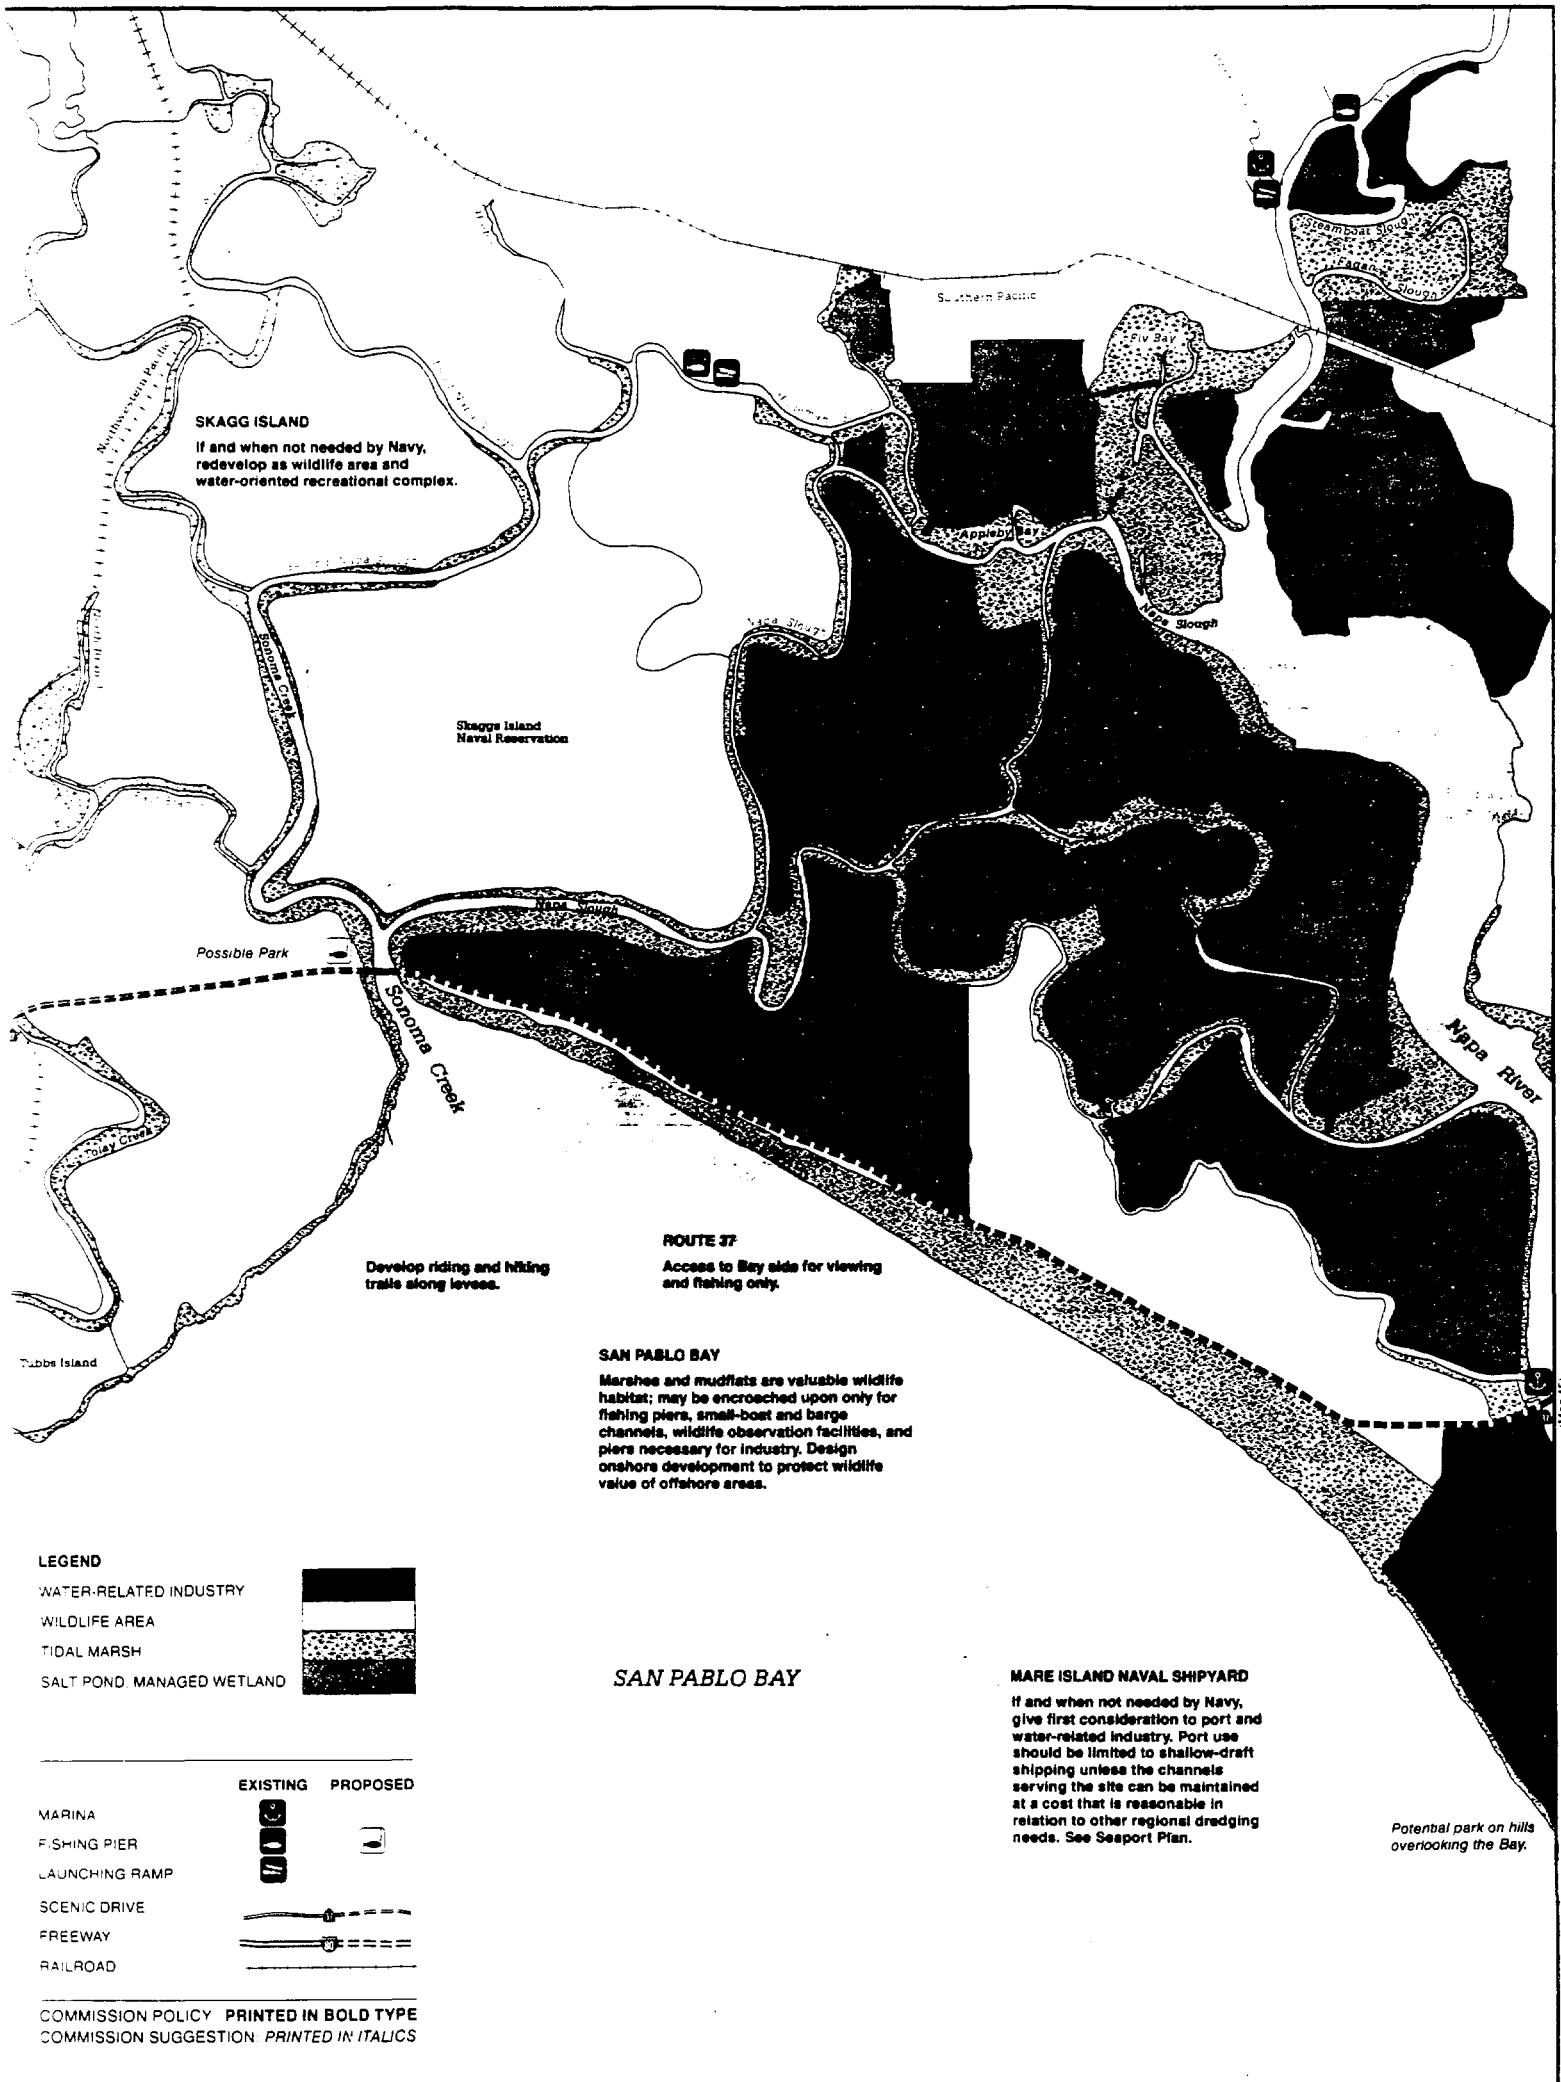 Steamboat Sloug
Fagan
Slough
Southern Pacific
Fly Bay
Northwestern Pacific
SKAGG ISLAND
If and when not needed by Navy,
redevelop as wildlife area and
water-oriented recreational complex.
Appleby Bay
Napa Slough
Napa Slough
Sonoma Creek
Skaggs Island
Naval Reservation
Napa Slough
Possible Park
Sonoma Creek
Napa River
Tolay Creek
ROUTE 37
Access to Bay side for viewing
and fishing only.
Develop riding and hiking
trails along levees.
Tubbs Island
SAN PABLO BAY
Marshes and mudflats are valuable wildlife
habitat; may be encroached upon only for
fishing piers, small-boat and barge
channels, wildlife observation facilities, and
piers necessary for industry. Design
onshore development to protect wildlife
value of offshore areas.
LEGEND
WATER-RELATED INDUSTRY
WILDLIFE AREA
TIDAL MARSH
SALT POND, MANAGED WETLAND
SAN PABLO BAY
MARE ISLAND NAVAL SHIPYARD
If and when not needed by Navy,
give first consideration to port and
water-related industry. Port use
should be limited to shallow-draft
shipping unless the channels
serving the site can be maintained
at a cost that is reasonable in
relation to other regional dredging
needs. See Seaport Plan.
Potential park on hills
overlooking the Bay.
EXISTING PROPOSED
MARINA
FISHING PIER
LAUNCHING RAMP
SCENIC DRIVE
FREEWAY
80
RAILROAD
COMMISSION POLICY PRINTED IN BOLD TYPE
COMMISSION SUGGESTION: PRINTED IN ITALICS